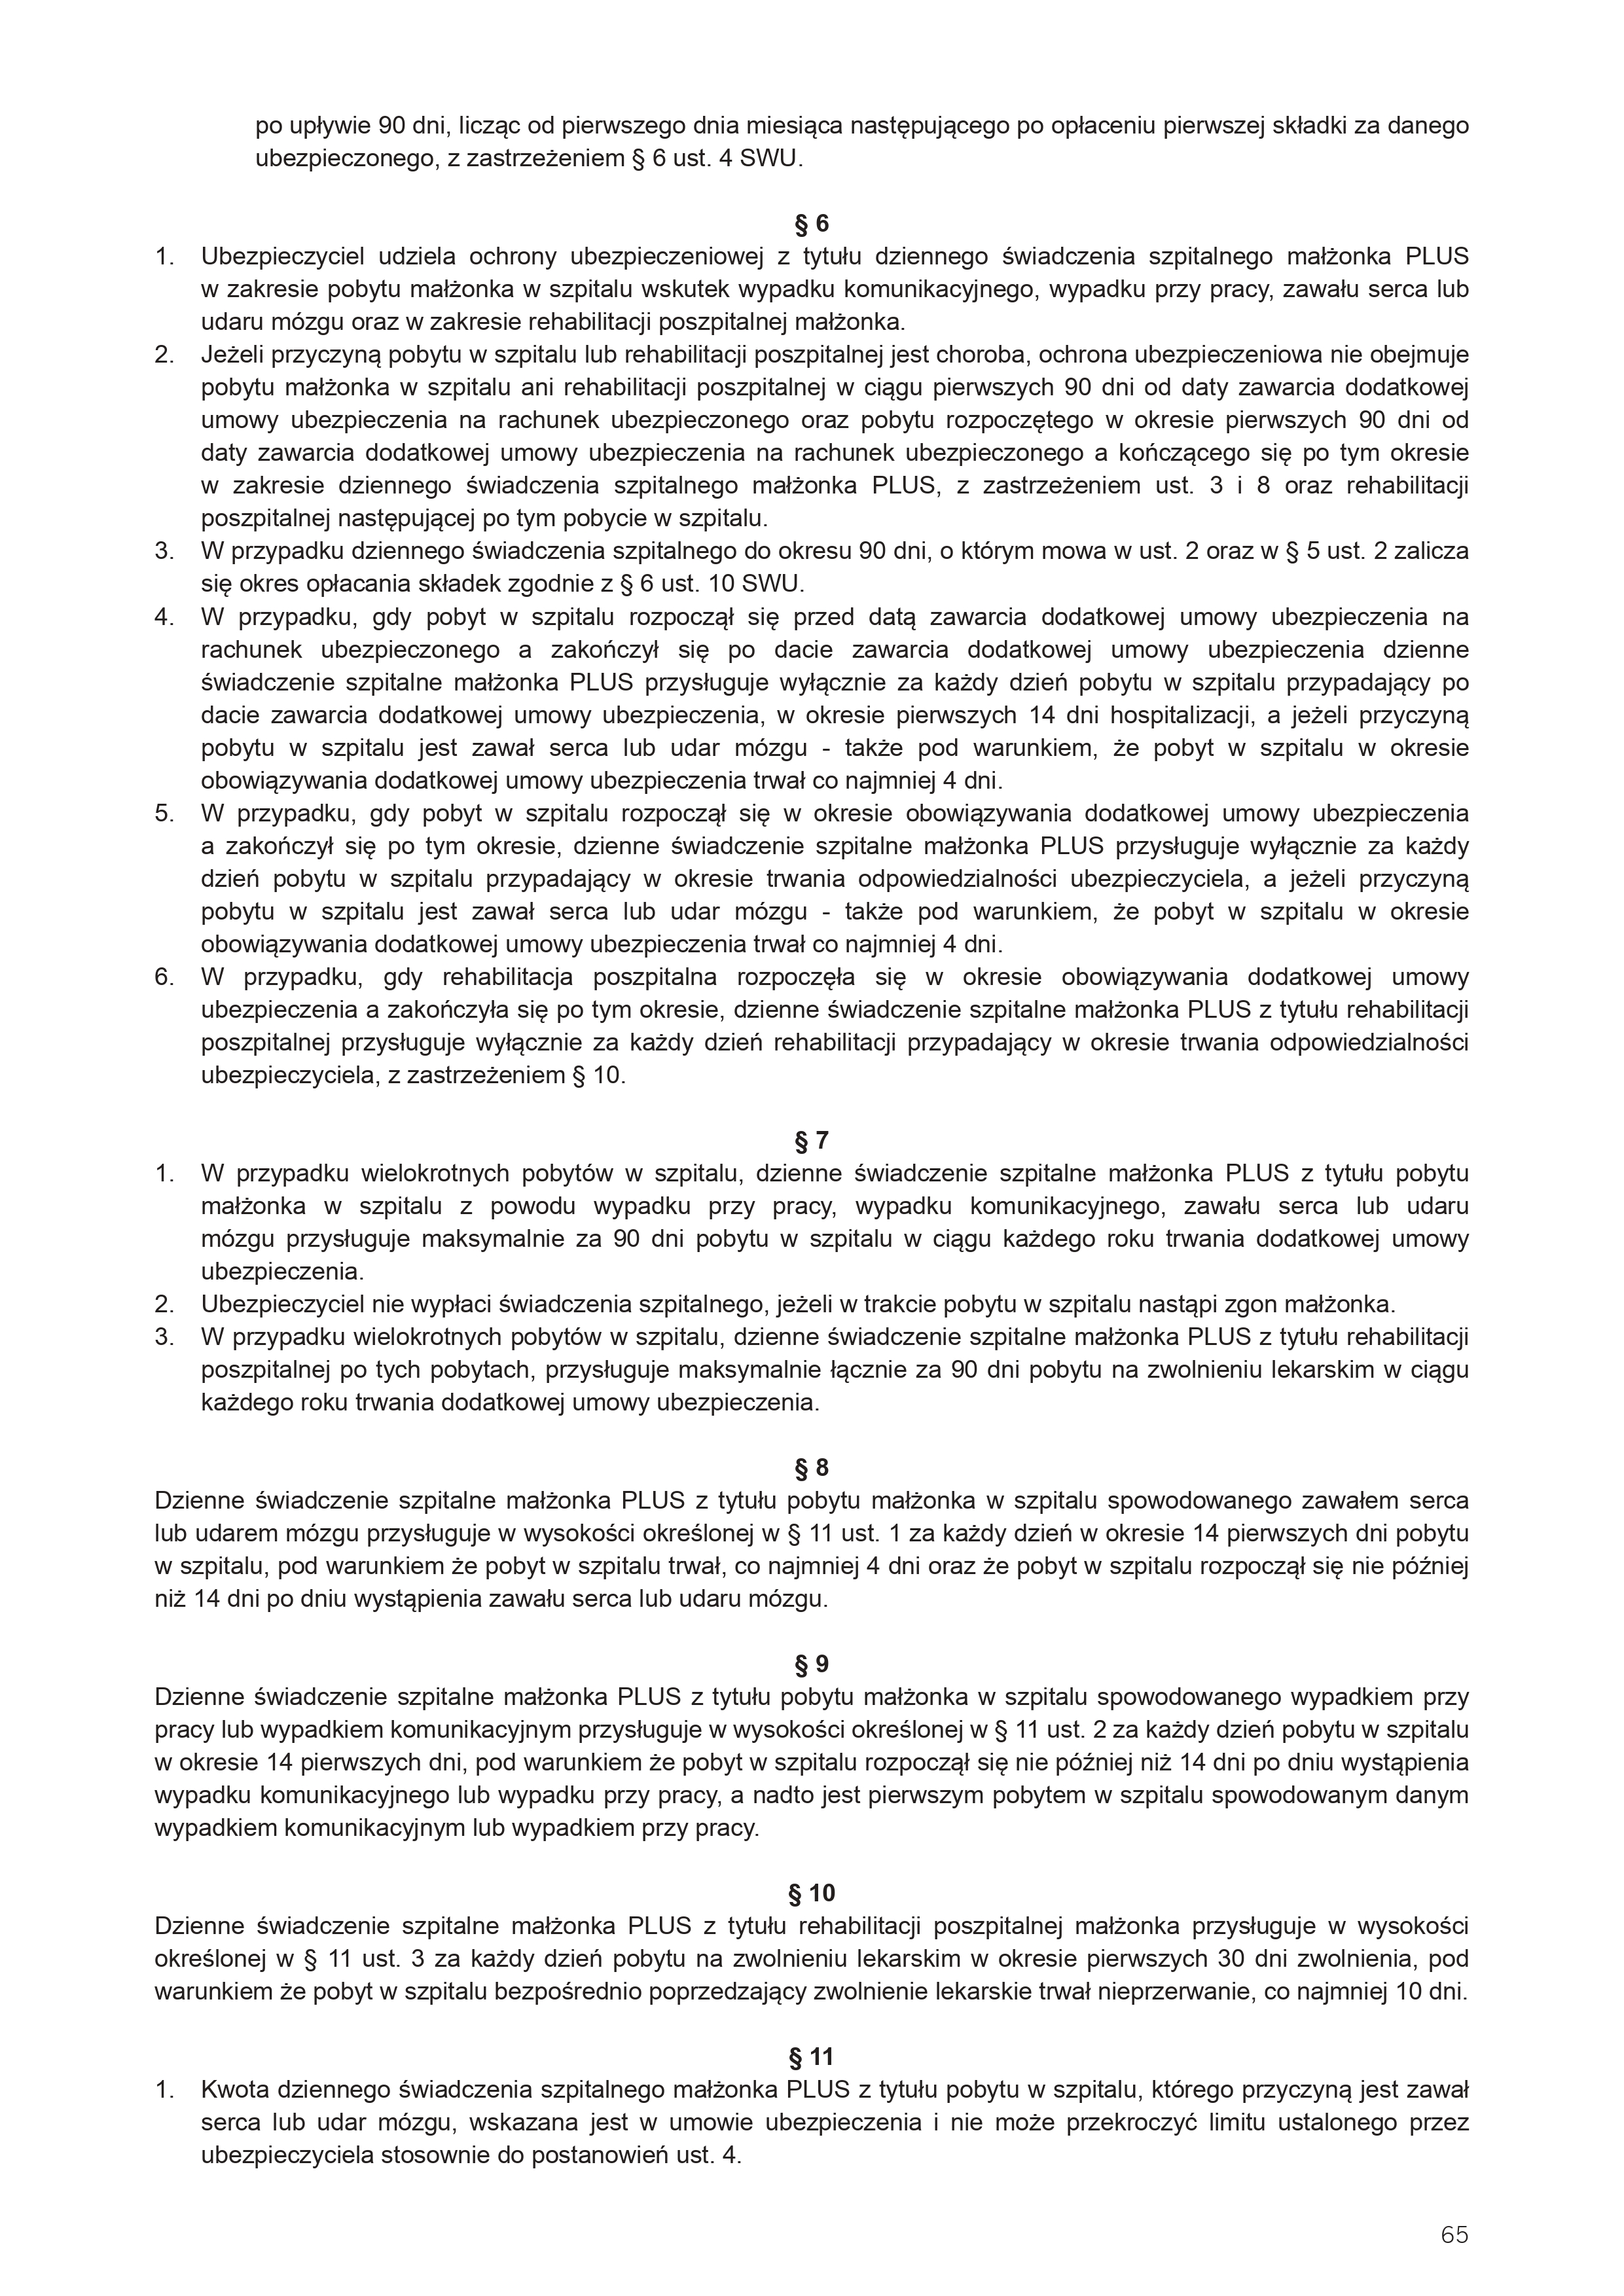 po upływie 90 dni, licząc od pierwszego dnia miesiąca następującego po opłaceniu pierwszej składki za danego
ubezpieczonego, z zastrzeżeniem § 6 ust. 4 SWU.
§ 6
1. Ubezpieczyciel udziela ochrony ubezpieczeniowej z tytułu dziennego świadczenia szpitalnego małżonka PLUS
w zakresie pobytu małżonka w szpitalu wskutek wypadku komunikacyjnego, wypadku przy pracy, zawału serca lub
udaru mózgu oraz w zakresie rehabilitacji poszpitalnej małżonka.
2. Jeżeli przyczyną pobytu w szpitalu lub rehabilitacji poszpitalnej jest choroba, ochrona ubezpieczeniowa nie obejmuje
pobytu małżonka w szpitalu ani rehabilitacji poszpitalnej w ciągu pierwszych 90 dni od daty zawarcia dodatkowej
umowy ubezpieczenia na rachunek ubezpieczonego oraz pobytu rozpoczętego w okresie pierwszych 90 dni od
daty zawarcia dodatkowej umowy ubezpieczenia na rachunek ubezpieczonego a kończącego się po tym okresie
w zakresie dziennego świadczenia szpitalnego małżonka PLUS, z zastrzeżeniem ust. 3 i 8 oraz rehabilitacji
poszpitalnej następującej po tym pobycie w szpitalu.
3. W przypadku dziennego świadczenia szpitalnego do okresu 90 dni, o którym mowa w ust. 2 oraz w § 5 ust. 2 zalicza
się okres opłacania składek zgodnie z § 6 ust. 10 SWU.
4. W przypadku, gdy pobyt w szpitalu rozpoczął się przed datą zawarcia dodatkowej umowy ubezpieczenia na
rachunek ubezpieczonego a zakończył się po dacie zawarcia dodatkowej umowy ubezpieczenia dzienne
świadczenie szpitalne małżonka PLUS przysługuje wyłącznie za każdy dzień pobytu w szpitalu przypadający po
dacie zawarcia dodatkowej umowy ubezpieczenia, w okresie pierwszych 14 dni hospitalizacji, a jeżeli przyczyną
pobytu w szpitalu jest zawał serca lub udar mózgu - także pod warunkiem, że pobyt w szpitalu w okresie
obowiązywania dodatkowej umowy ubezpieczenia trwał co najmniej 4 dni.
5. W przypadku, gdy pobyt w szpitalu rozpoczął się w okresie obowiązywania dodatkowej umowy ubezpieczenia
a zakończył się po tym okresie, dzienne świadczenie szpitalne małżonka PLUS przysługuje wyłącznie za każdy
dzień pobytu w szpitalu przypadający w okresie trwania odpowiedzialności ubezpieczyciela, a jeżeli przyczyną
pobytu w szpitalu jest zawał serca lub udar mózgu - także pod warunkiem, że pobyt w szpitalu w okresie
obowiązywania dodatkowej umowy ubezpieczenia trwał co najmniej 4 dni.
6. W przypadku, gdy rehabilitacja poszpitalna rozpoczęła się w okresie obowiązywania dodatkowej umowy
ubezpieczenia a zakończyła się po tym okresie, dzienne świadczenie szpitalne małżonka PLUS z tytułu rehabilitacji
poszpitalnej przysługuje wyłącznie za każdy dzień rehabilitacji przypadający w okresie trwania odpowiedzialności
ubezpieczyciela, z zastrzeżeniem § 10.
§ 7
1. W przypadku wielokrotnych pobytów w szpitalu, dzienne świadczenie szpitalne małżonka PLUS z tytułu pobytu
małżonka w szpitalu z powodu wypadku przy pracy, wypadku komunikacyjnego, zawału serca lub udaru
mózgu przysługuje maksymalnie za 90 dni pobytu w szpitalu w ciągu każdego roku trwania dodatkowej umowy
ubezpieczenia.
2. Ubezpieczyciel nie wypłaci świadczenia szpitalnego, jeżeli w trakcie pobytu w szpitalu nastąpi zgon małżonka.
3. W przypadku wielokrotnych pobytów w szpitalu, dzienne świadczenie szpitalne małżonka PLUS z tytułu rehabilitacji
poszpitalnej po tych pobytach, przysługuje maksymalnie łącznie za 90 dni pobytu na zwolnieniu lekarskim w ciągu
każdego roku trwania dodatkowej umowy ubezpieczenia.
§ 8
Dzienne świadczenie szpitalne małżonka PLUS z tytułu pobytu małżonka w szpitalu spowodowanego zawałem serca
lub udarem mózgu przysługuje w wysokości określonej w § 11 ust. 1 za każdy dzień w okresie 14 pierwszych dni pobytu
w szpitalu, pod warunkiem że pobyt w szpitalu trwał, co najmniej 4 dni oraz że pobyt w szpitalu rozpoczął się nie później
niż 14 dni po dniu wystąpienia zawału serca lub udaru mózgu.
§ 9
Dzienne świadczenie szpitalne małżonka PLUS z tytułu pobytu małżonka w szpitalu spowodowanego wypadkiem przy
pracy lub wypadkiem komunikacyjnym przysługuje w wysokości określonej w § 11 ust. 2 za każdy dzień pobytu w szpitalu
w okresie 14 pierwszych dni, pod warunkiem że pobyt w szpitalu rozpoczął się nie później niż 14 dni po dniu wystąpienia
wypadku komunikacyjnego lub wypadku przy pracy, a nadto jest pierwszym pobytem w szpitalu spowodowanym danym
wypadkiem komunikacyjnym lub wypadkiem przy pracy.
§ 10
Dzienne świadczenie szpitalne małżonka PLUS z tytułu rehabilitacji poszpitalnej małżonka przysługuje w wysokości
określonej w § 11 ust. 3 za każdy dzień pobytu na zwolnieniu lekarskim w okresie pierwszych 30 dni zwolnienia, pod
warunkiem że pobyt w szpitalu bezpośrednio poprzedzający zwolnienie lekarskie trwał nieprzerwanie, co najmniej 10 dni.
§ 11
1. Kwota dziennego świadczenia szpitalnego małżonka PLUS z tytułu pobytu w szpitalu, którego przyczyną jest zawał
serca lub udar mózgu, wskazana jest w umowie ubezpieczenia i nie może przekroczyć limitu ustalonego przez
ubezpieczyciela stosownie do postanowień ust. 4.
65